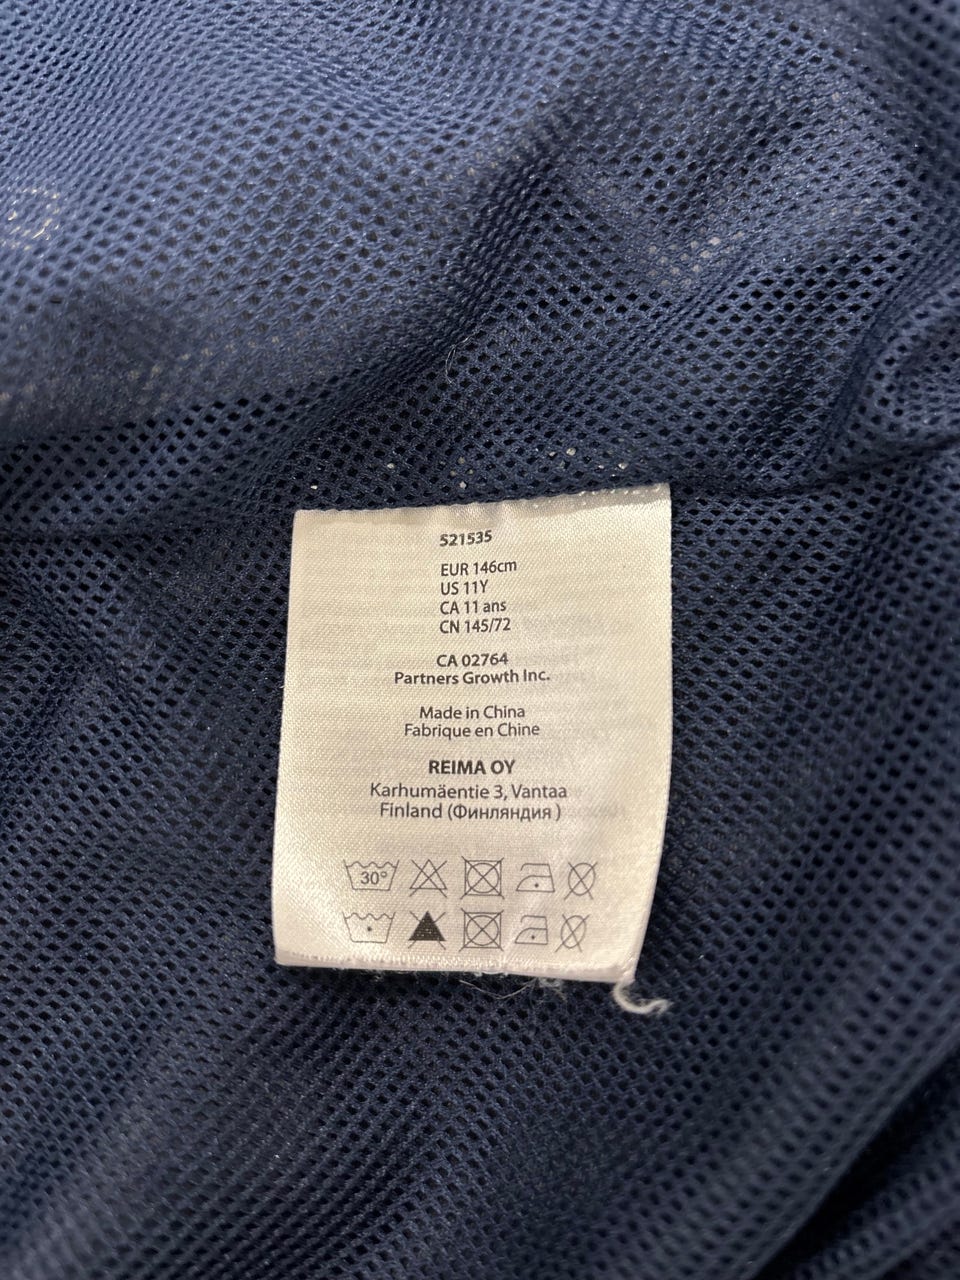 521535
EUR 146cm
US 11Y
CA 11 ans
CN 145/72
CA 02764
Partners Growth Inc.
Made in China
Fabrique en Chine
REIMA OY
Karhumäentie 3, Vantaa
Finland (Финляндия )
30°